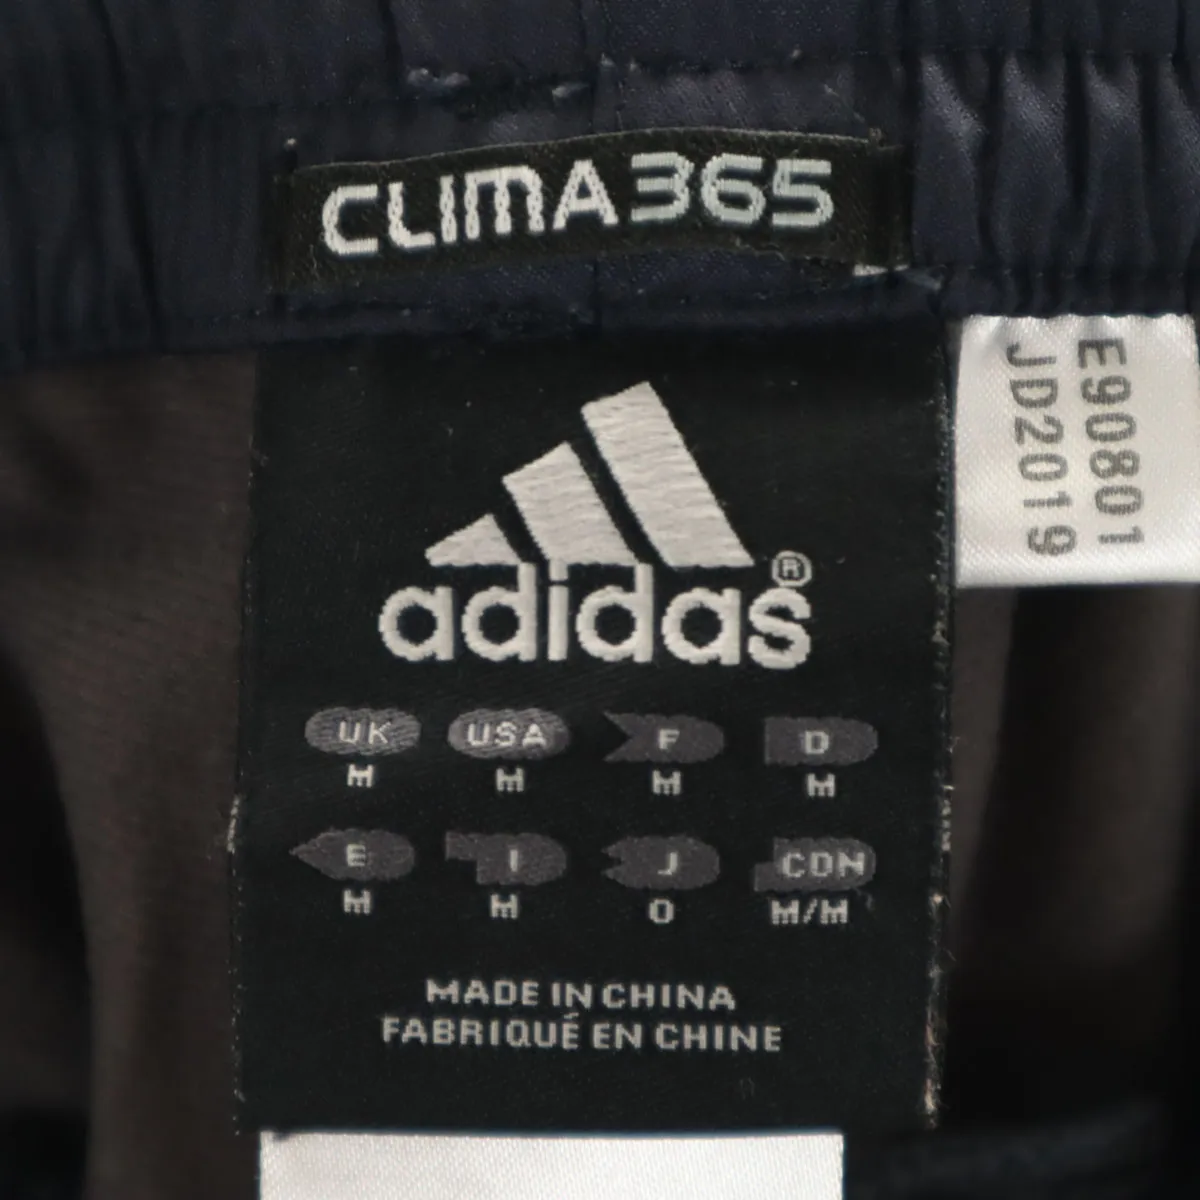 CLIMA365
E90801
JD2019
adidas®
UK USA F D
M M M M
E I J CDN
M M O M/M
MADE IN CHINA
FABRIQUÉ EN CHINE